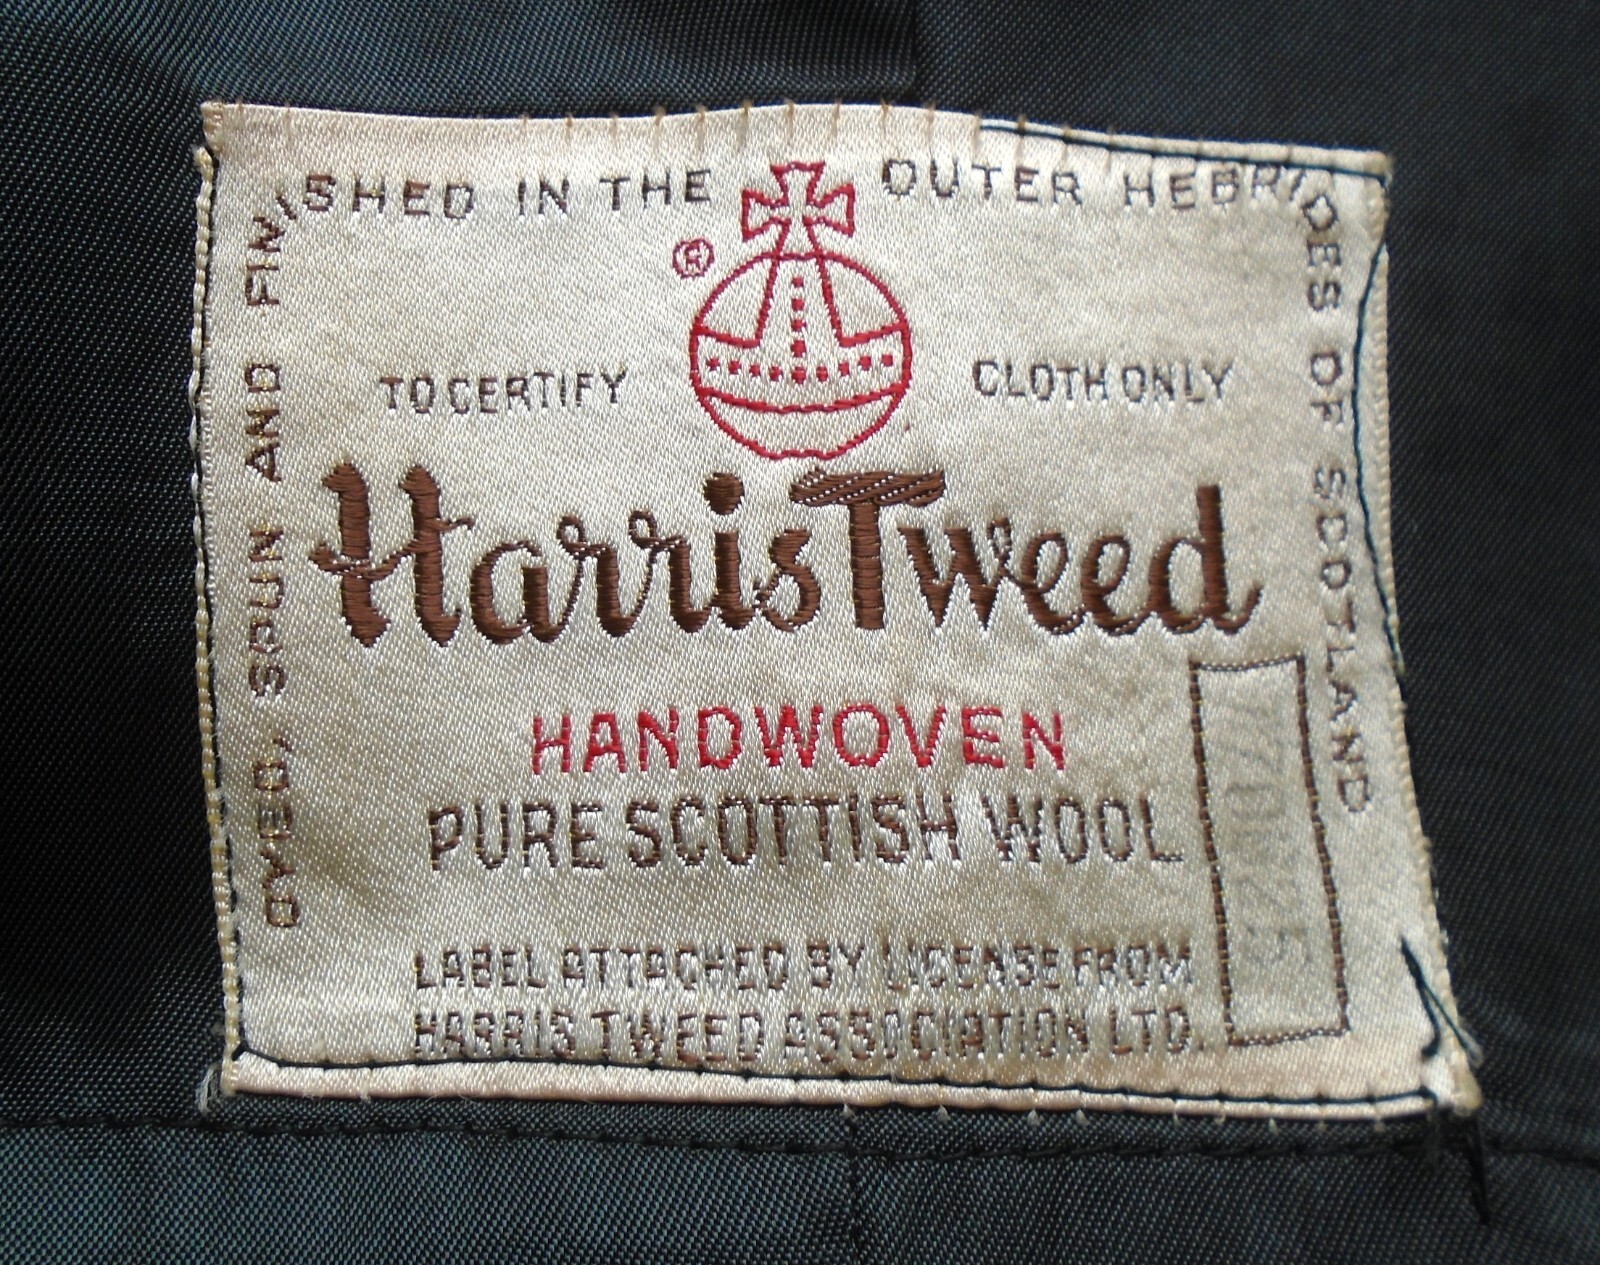 DYED, SPUN AND FINISHED IN THE OUTER HEBRIDES OF SCOTLAND
®
TO CERTIFY CLOTH ONLY
Harris Tweed
HANDWOVEN
PURE SCOTTISH WOOL
LABEL ATTACHED BY LICENSE FROM
HARRIS TWEED ASSOCIATION LTD.